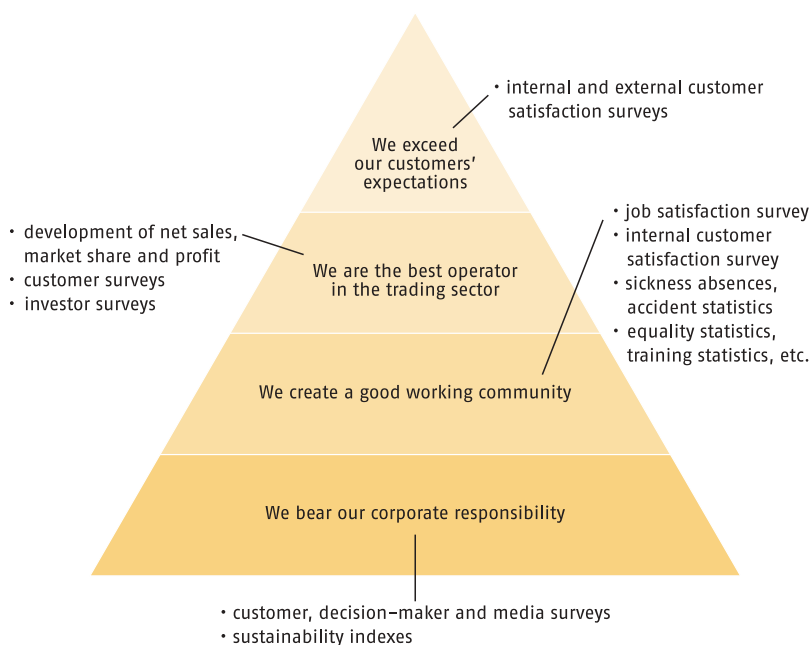 • internal and external customer
satisfaction surveys
We exceed
our customers'
expectations
• job satisfaction survey
• internal customer
satisfaction survey
• sickness absences,
accident statistics
• equality statistics,
training statistics, etc.
• development of net sales,
market share and profit
• customer surveys
• investor surveys
We are the best operator
in the trading sector
We create a good working community
We bear our corporate responsibility
• customer, decision–maker and media surveys
• sustainability indexes